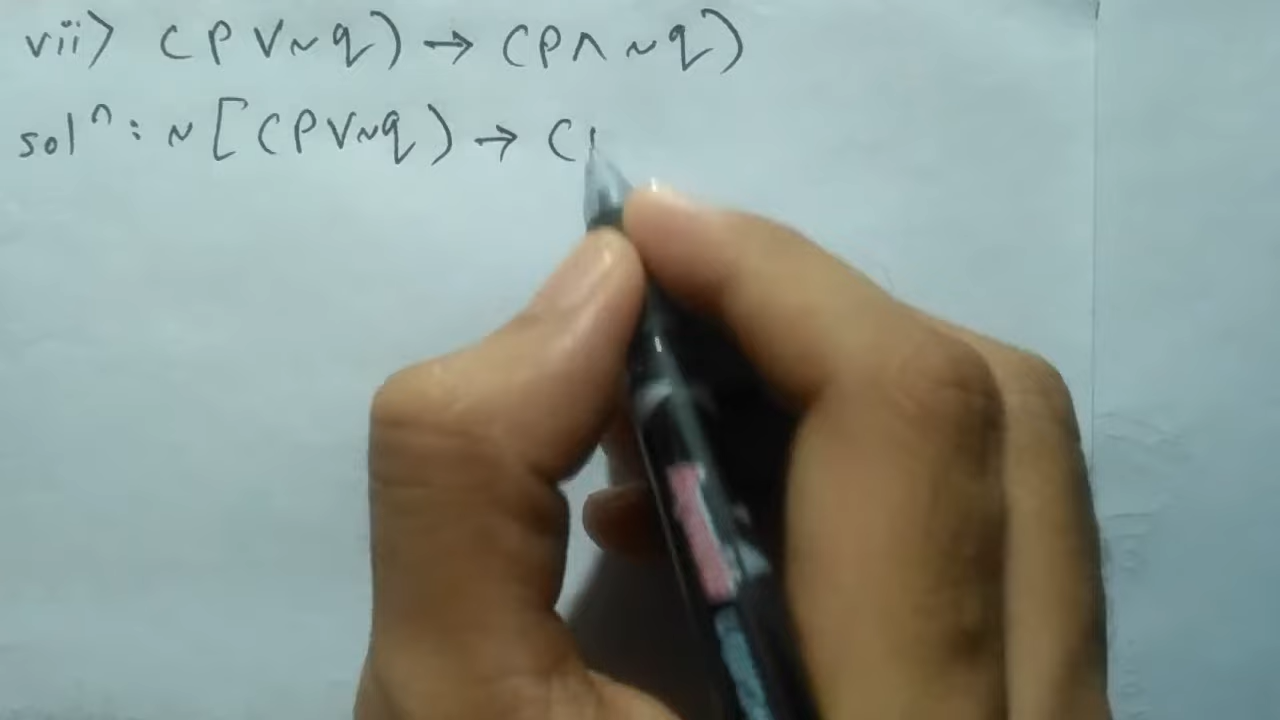 vii) (P ∨ ~ q) → (P ∧ ~ q)
solⁿ : ~ [(P ∨ ~q) → (